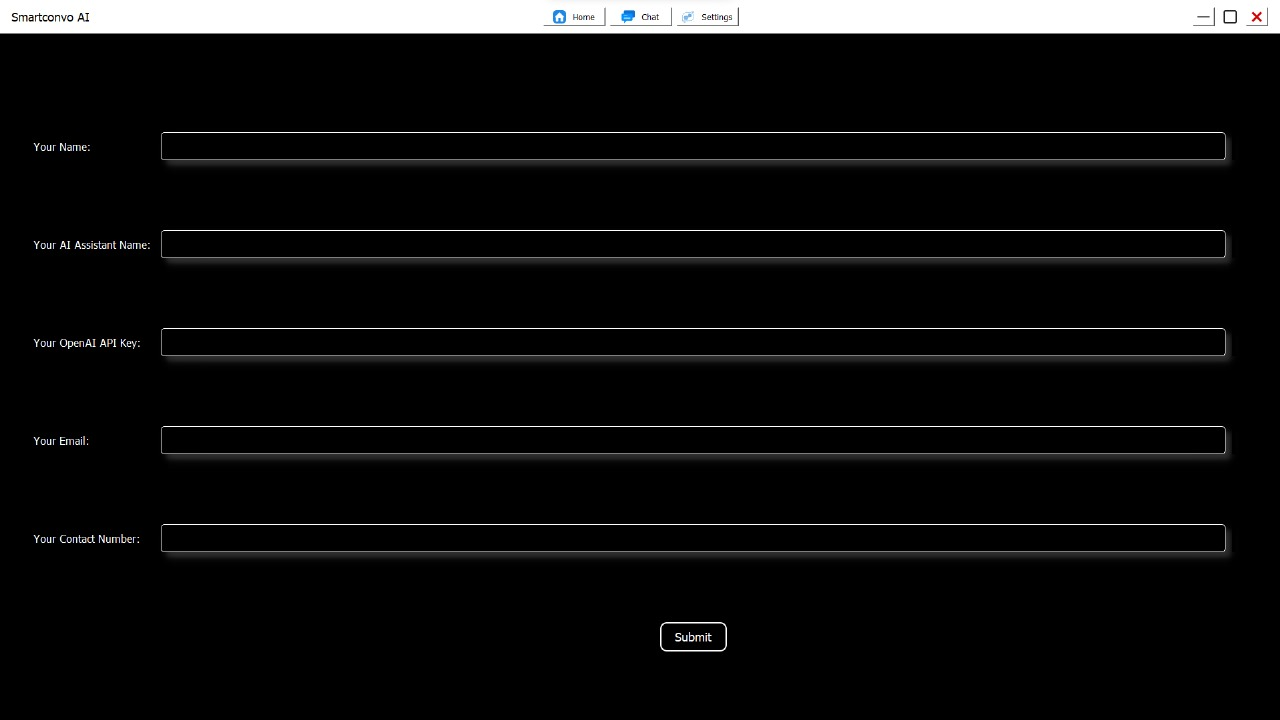 Smartconvo AI
Home
Chat
Settings
Your Name:
Your AI Assistant Name:
Your OpenAI API Key:
Your Email:
Your Contact Number:
Submit